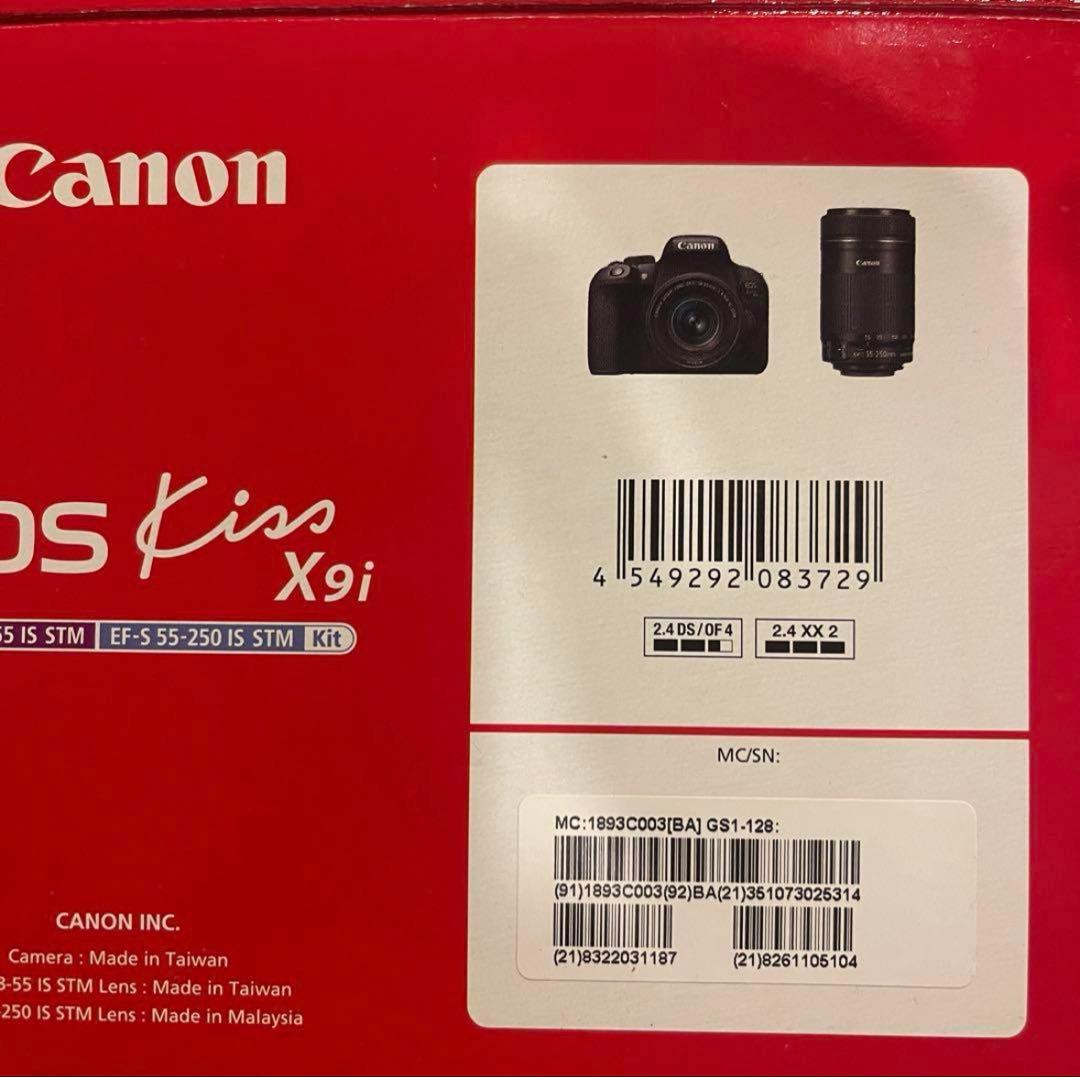 Canon
Canon
Canon
OS Kiss
X9i
55 IS STM EF-S 55-250 IS STM Kit
4 549292 083729
2.4 DS/OF4 2.4 XX 2
MC/SN:
MC:1893C003[BA] GS1-128:
(91)1893C003(92)BA(21)351073025314
(21)8322031187 (21)8261105104
CANON INC.
Camera : Made in Taiwan
8-55 IS STM Lens : Made in Taiwan
-250 IS STM Lens : Made in Malaysia